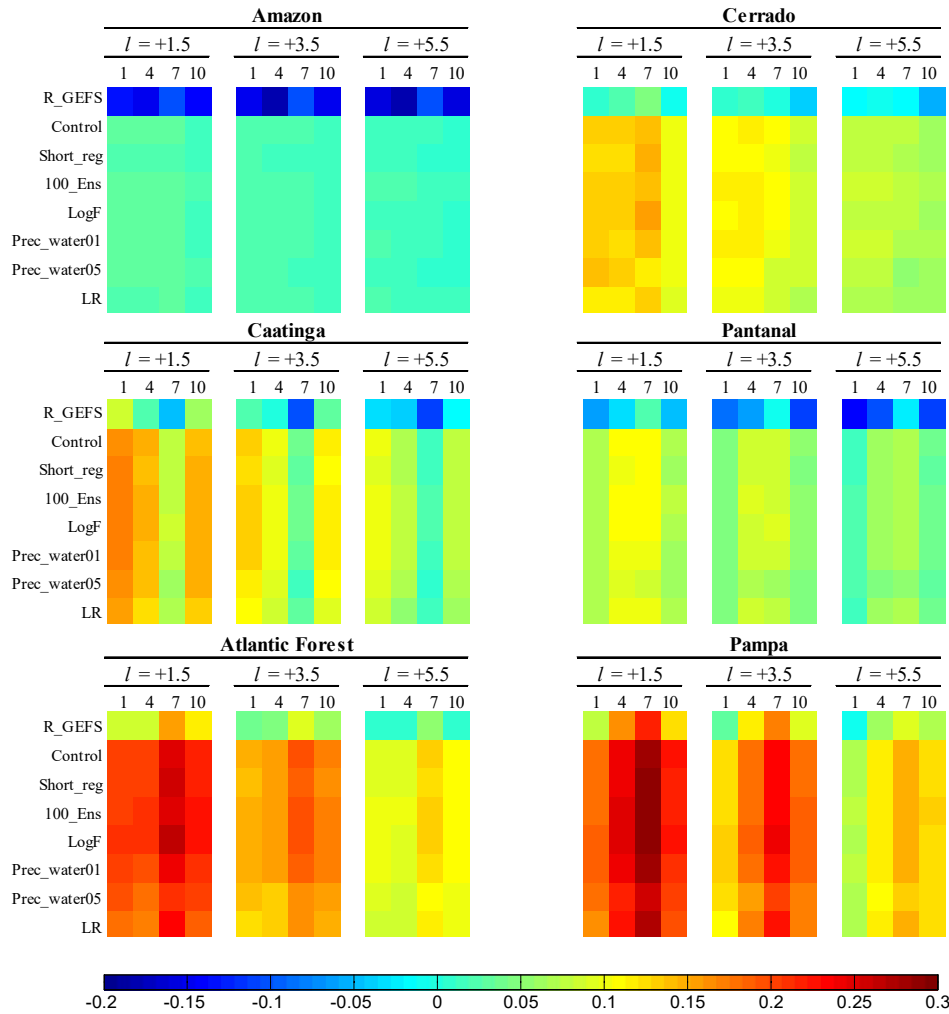 Amazon Cerrado
l = +1.5 l = +3.5 l = +5.5 l = +1.5 l = +3.5 l = +5.5
1 4 7 10 1 4 7 10 1 4 7 10 1 4 7 10 1 4 7 10 1 4 7 10
R_GEFS
Control
Short_reg
100_Ens
LogF
Prec_water01
Prec_water05
LR
Caatinga Pantanal
l = +1.5 l = +3.5 l = +5.5 l = +1.5 l = +3.5 l = +5.5
1 4 7 10 1 4 7 10 1 4 7 10 1 4 7 10 1 4 7 10 1 4 7 10
R_GEFS
Control
Short_reg
100_Ens
LogF
Prec_water01
Prec_water05
LR
Atlantic Forest Pampa
l = +1.5 l = +3.5 l = +5.5 l = +1.5 l = +3.5 l = +5.5
1 4 7 10 1 4 7 10 1 4 7 10 1 4 7 10 1 4 7 10 1 4 7 10
R_GEFS
Control
Short_reg
100_Ens
LogF
Prec_water01
Prec_water05
LR
-0.2 -0.15 -0.1 -0.05 0 0.05 0.1 0.15 0.2 0.25 0.3